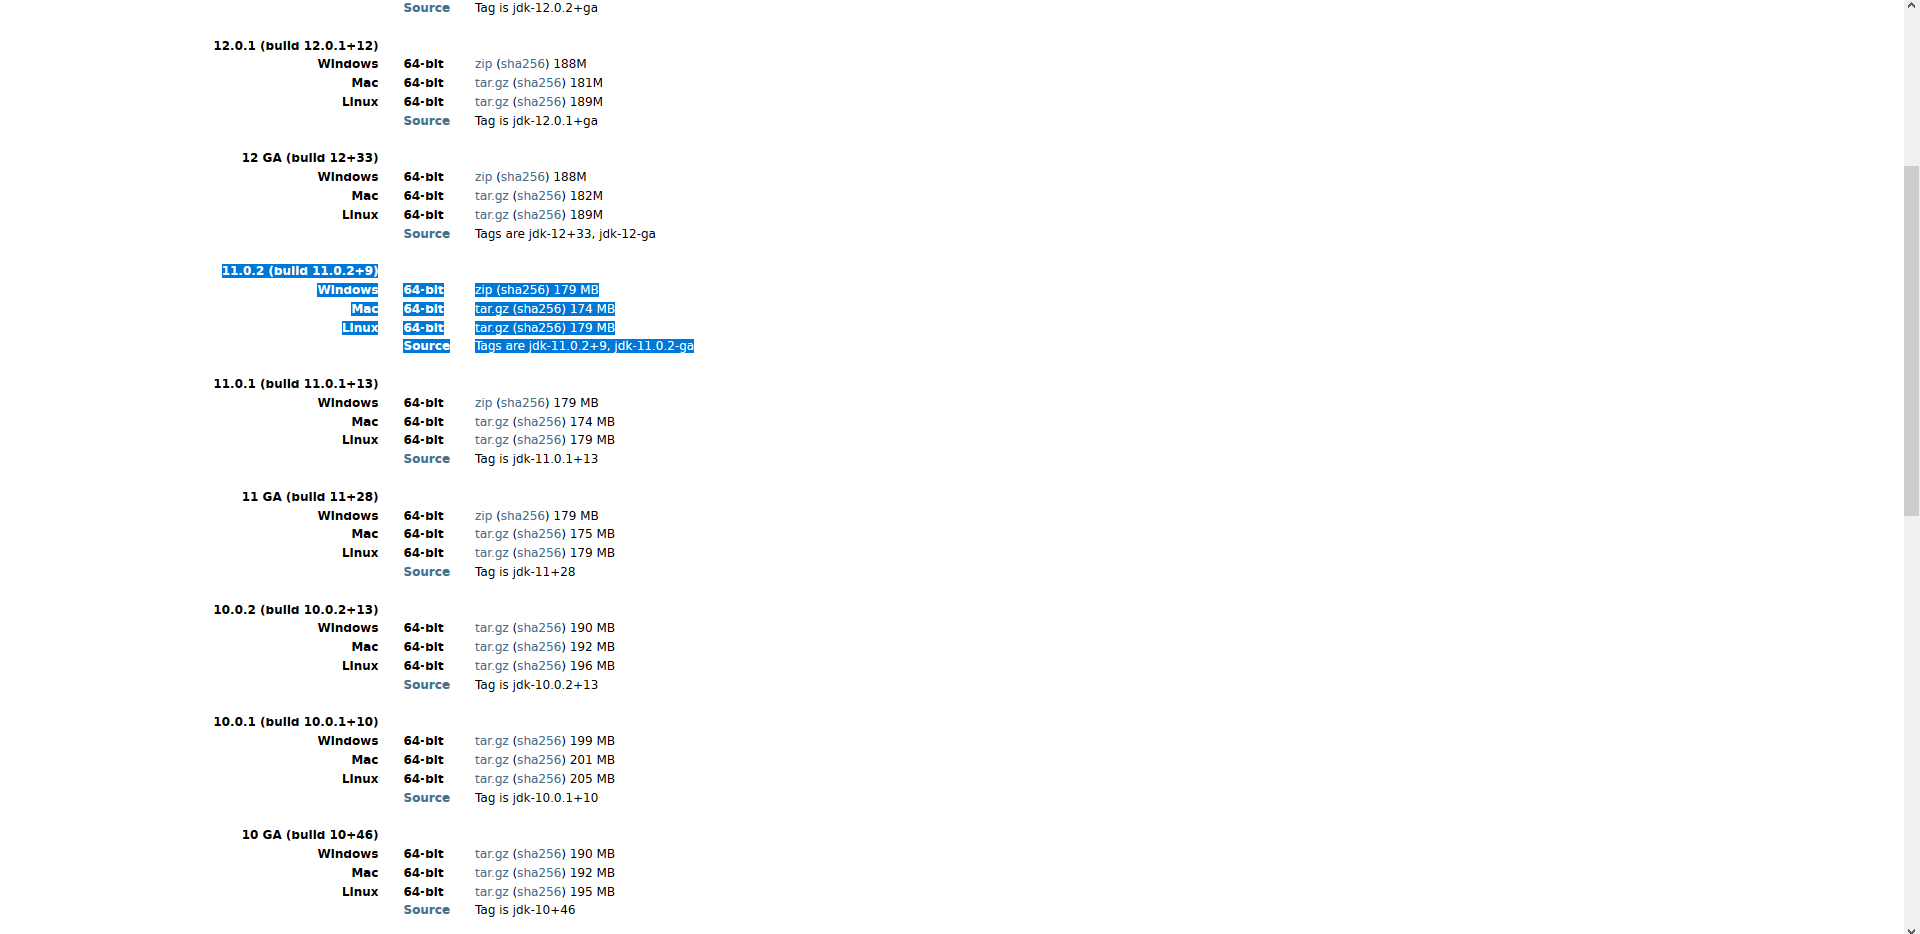 Source Tag is jdk-12.0.2+ga
12.0.1 (build 12.0.1+12)
Windows 64-bit zip (sha256) 188M
Mac 64-bit tar.gz (sha256) 181M
Linux 64-bit tar.gz (sha256) 189M
Source Tag is jdk-12.0.1+ga
12 GA (build 12+33)
Windows 64-bit zip (sha256) 188M
Mac 64-bit tar.gz (sha256) 182M
Linux 64-bit tar.gz (sha256) 189M
Source Tags are jdk-12+33, jdk-12-ga
11.0.2 (build 11.0.2+9)
Windows 64-bit zip (sha256) 179 MB
Mac 64-bit tar.gz (sha256) 174 MB
Linux 64-bit tar.gz (sha256) 179 MB
Source Tags are jdk-11.0.2+9, jdk-11.0.2-ga
11.0.1 (build 11.0.1+13)
Windows 64-bit zip (sha256) 179 MB
Mac 64-bit tar.gz (sha256) 174 MB
Linux 64-bit tar.gz (sha256) 179 MB
Source Tag is jdk-11.0.1+13
11 GA (build 11+28)
Windows 64-bit zip (sha256) 179 MB
Mac 64-bit tar.gz (sha256) 175 MB
Linux 64-bit tar.gz (sha256) 179 MB
Source Tag is jdk-11+28
10.0.2 (build 10.0.2+13)
Windows 64-bit tar.gz (sha256) 190 MB
Mac 64-bit tar.gz (sha256) 192 MB
Linux 64-bit tar.gz (sha256) 196 MB
Source Tag is jdk-10.0.2+13
10.0.1 (build 10.0.1+10)
Windows 64-bit tar.gz (sha256) 199 MB
Mac 64-bit tar.gz (sha256) 201 MB
Linux 64-bit tar.gz (sha256) 205 MB
Source Tag is jdk-10.0.1+10
10 GA (build 10+46)
Windows 64-bit tar.gz (sha256) 190 MB
Mac 64-bit tar.gz (sha256) 192 MB
Linux 64-bit tar.gz (sha256) 195 MB
Source Tag is jdk-10+46